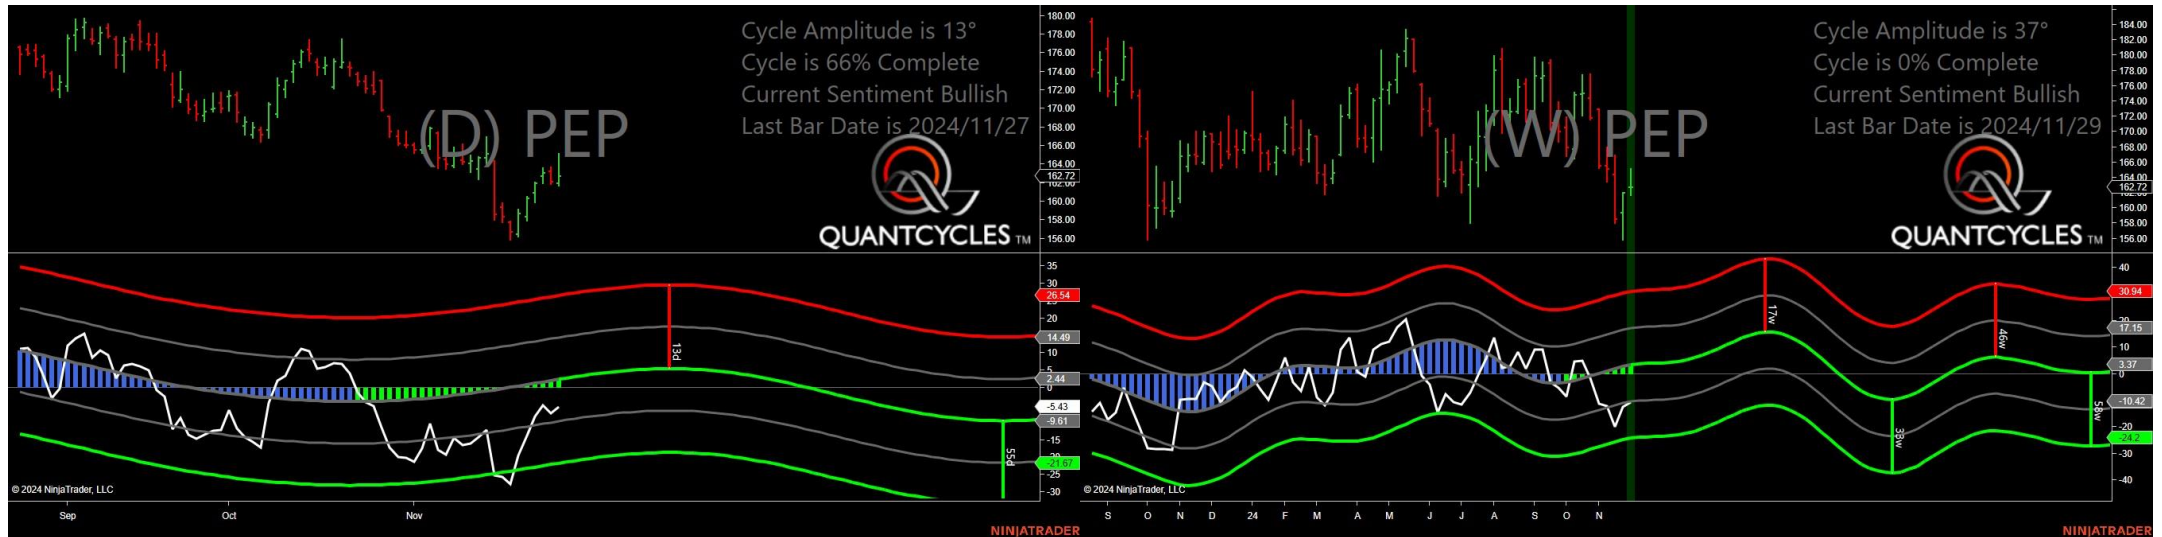 Cycle Amplitude is 13°
Cycle is 66% Complete
Current Sentiment Bullish
Last Bar Date is 2024/11/27
(D) PEP
QUANTCYCLES TM
180.00
178.00
176.00
174.00
172.00
170.00
168.00
166.00
164.00
162.72
162.00
160.00
158.00
156.00
35
30
26.54
25
20
14.49
10
5
2.44
0
-5.43
-9.61
-15
-21.67
-25
-30
13d
55d
© 2024 NinjaTrader, LLC
Sep
Oct
Nov
NINJATRADER
Cycle Amplitude is 37°
Cycle is 0% Complete
Current Sentiment Bullish
Last Bar Date is 2024/11/29
(W) PEP
QUANTCYCLES TM
184.00
182.00
180.00
178.00
176.00
174.00
172.00
170.00
168.00
166.00
164.00
162.72
160.00
158.00
156.00
40
30.94
20
17.15
10
3.37
0
-10.42
-20
-24.2
-30
-40
17w
46w
38w
58w
© 2024 NinjaTrader, LLC
S
O
N
D
24
F
M
A
M
J
J
A
S
O
N
NINJATRADER